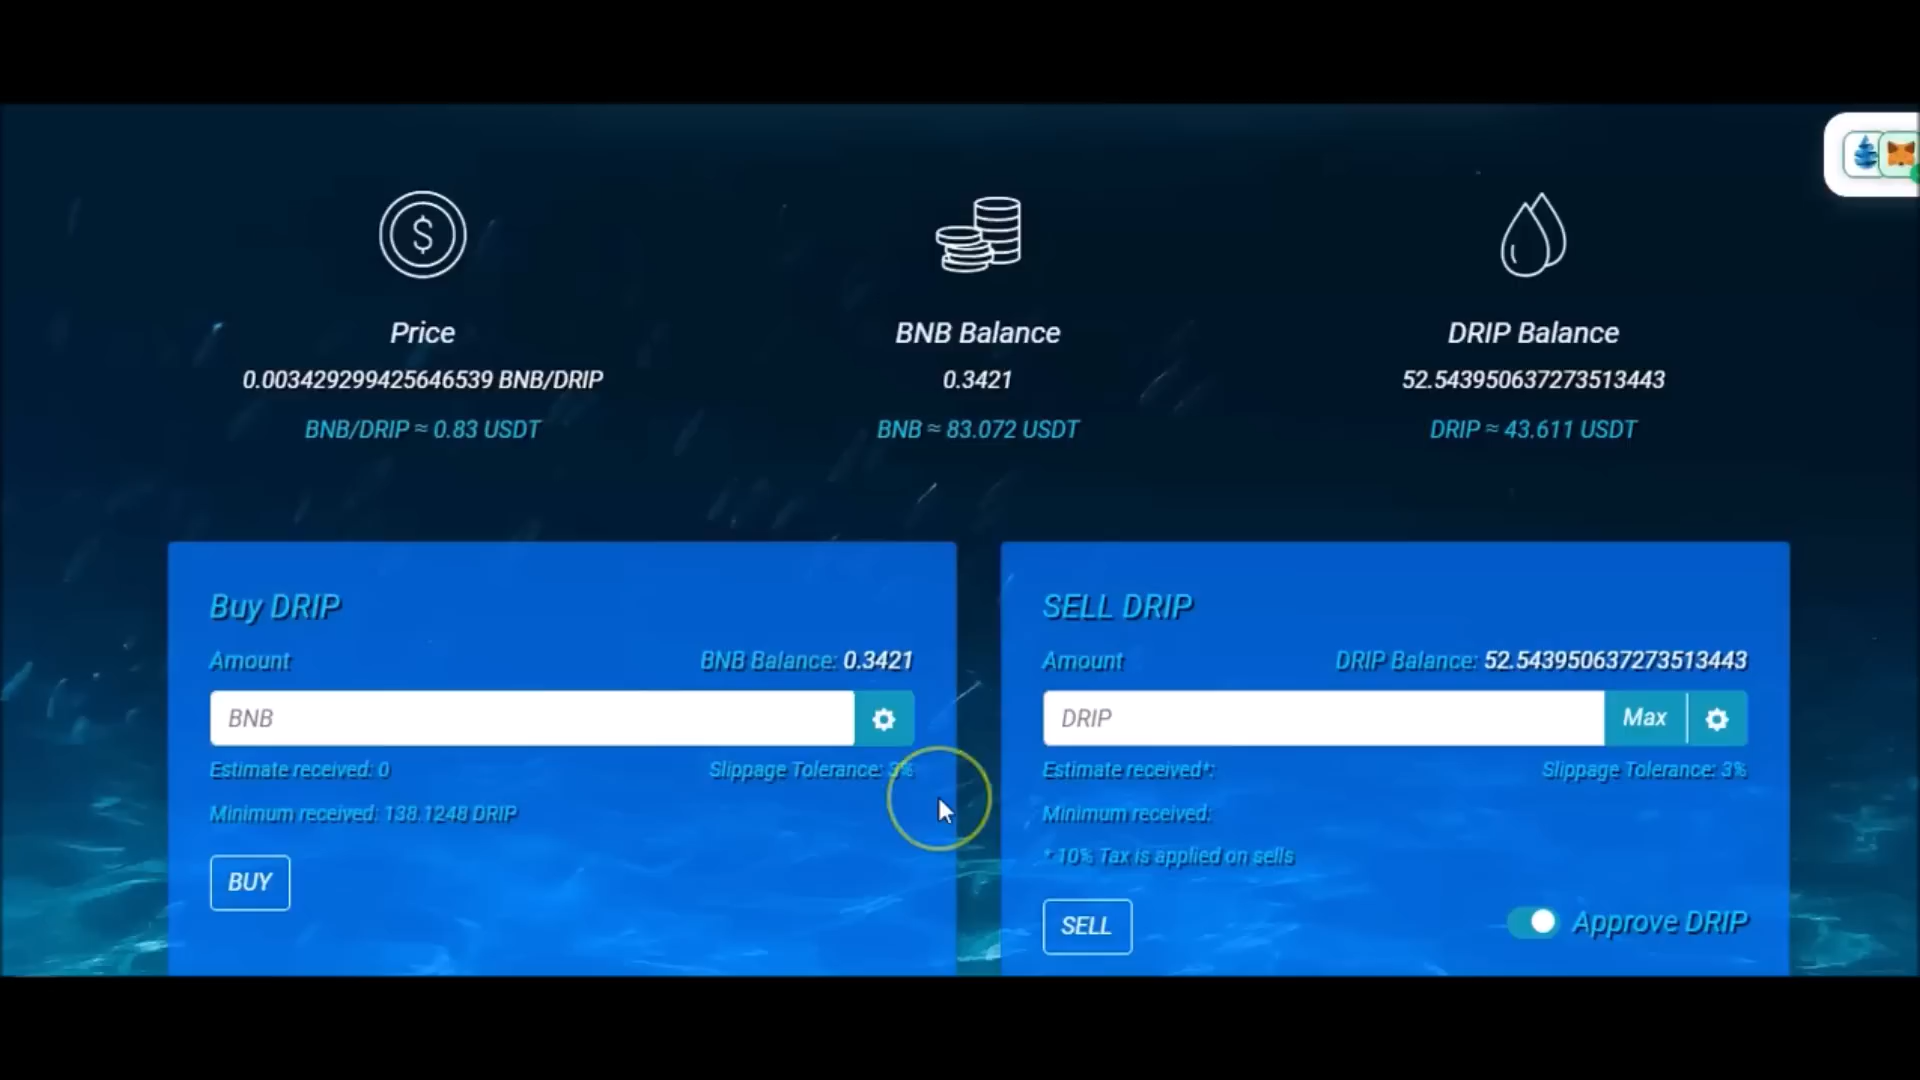 Price
0.003429299425646539 BNB/DRIP
BNB/DRIP ≈ 0.83 USDT
BNB Balance
0.3421
BNB ≈ 83.072 USDT
DRIP Balance
52.543950637273513443
DRIP ≈ 43.611 USDT
Buy DRIP
Amount
BNB Balance: 0.3421
BNB
Estimate received: 0
Slippage Tolerance: 3%
Minimum received: 138.1248 DRIP
BUY
SELL DRIP
Amount
DRIP Balance: 52.543950637273513443
DRIP
Max
Estimate received*:
Slippage Tolerance: 3%
Minimum received:
* 10% Tax is applied on sells
SELL
Approve DRIP